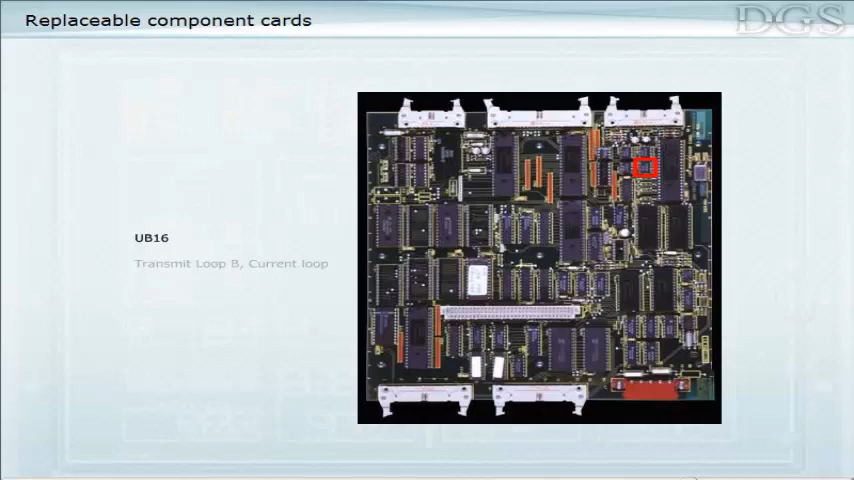 Replaceable component cards
DGS
UB16
Transmit Loop B, Current loop